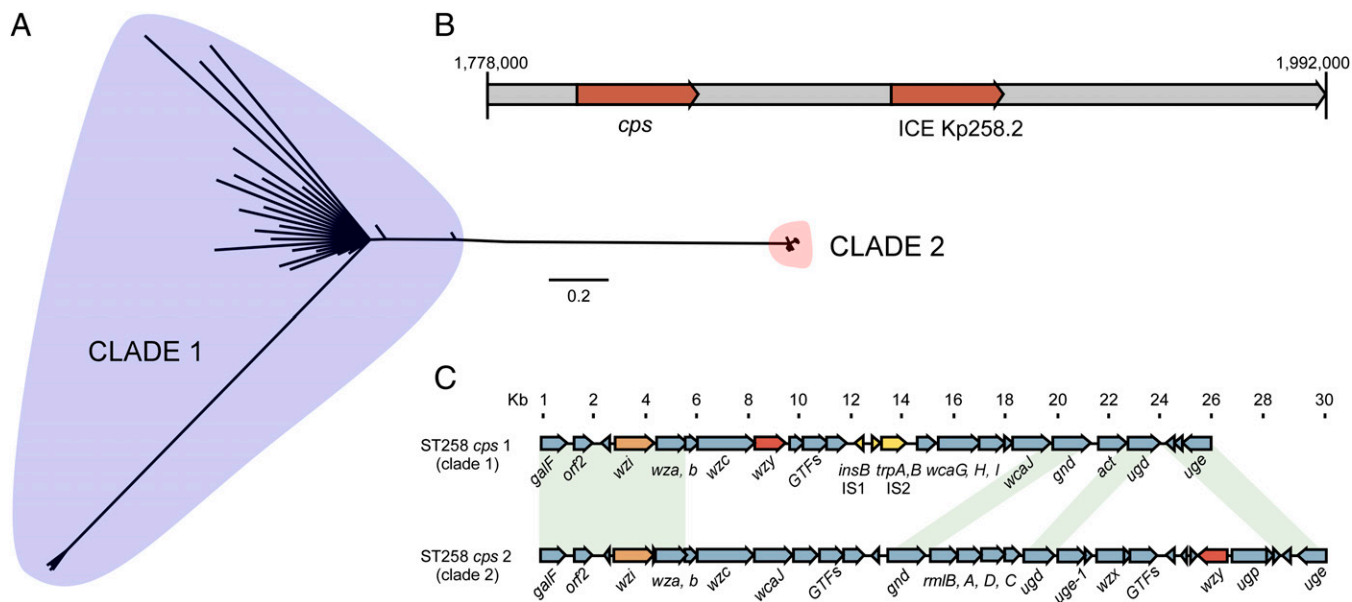 A
B
1,778,000 1,992,000
cps
ICE Kp258.2
CLADE 1
CLADE 2
0.2
C
Kb 1 2 4 6 8 10 12 14 16 18 20 22 24 26 28 30
ST258 cps 1
(clade 1)
galF orf2 wzi wza, b wzc wzy GTFs insB trpA,B wcaG, H, I wcaJ gnd act ugd uge
IS1 IS2
ST258 cps 2
(clade 2)
galF orf2 wzi wza, b wzc wcaJ GTFs gnd rmlB, A, D, C ugd uge-1 wzx GTFs wzy ugp uge